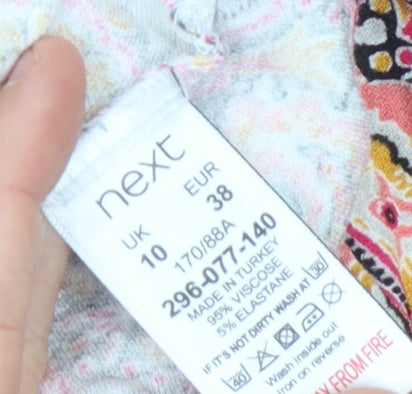 next
UK EUR
10 38
170/88A
296-077-140
MADE IN TURKEY
95% VISCOSE
5% ELASTANE
IF IT'S NOT DIRTY WASH AT 30
40
Wash inside out
Iron on reverse
AY FROM FIRE